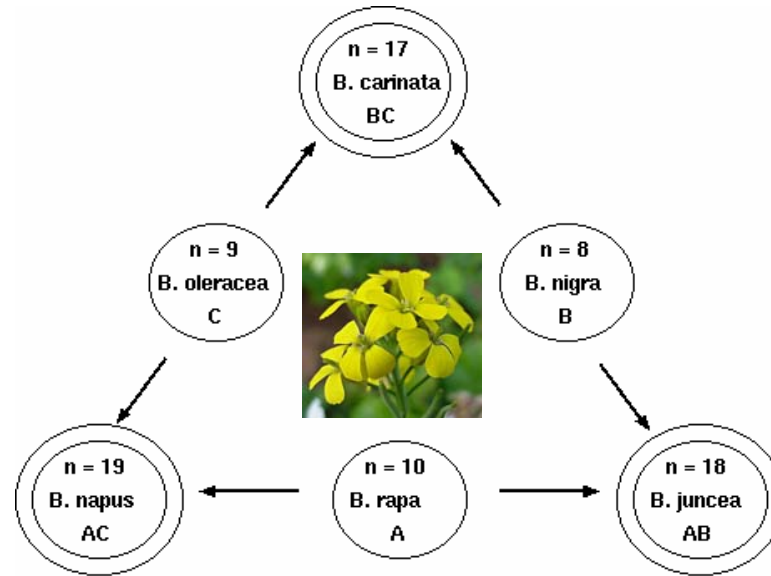 n = 17
B. carinata
BC
n = 9
B. oleracea
C
n = 8
B. nigra
B
n = 19
B. napus
AC
n = 10
B. rapa
A
n = 18
B. juncea
AB